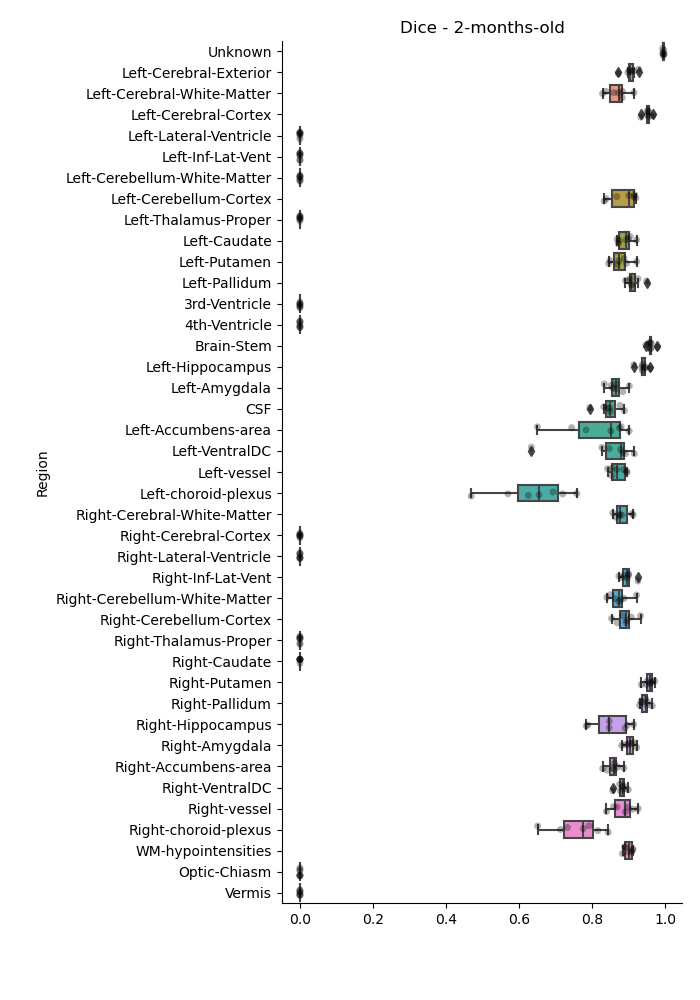 Dice - 2-months-old
Unknown
Left-Cerebral-Exterior
Left-Cerebral-White-Matter
Left-Cerebral-Cortex
Left-Lateral-Ventricle
Left-Inf-Lat-Vent
Left-Cerebellum-White-Matter
Left-Cerebellum-Cortex
Left-Thalamus-Proper
Left-Caudate
Left-Putamen
Left-Pallidum
3rd-Ventricle
4th-Ventricle
Brain-Stem
Left-Hippocampus
Left-Amygdala
CSF
Left-Accumbens-area
Left-VentralDC
Left-vessel
Left-choroid-plexus
Right-Cerebral-White-Matter
Right-Cerebral-Cortex
Right-Lateral-Ventricle
Right-Inf-Lat-Vent
Right-Cerebellum-White-Matter
Right-Cerebellum-Cortex
Right-Thalamus-Proper
Right-Caudate
Right-Putamen
Right-Pallidum
Right-Hippocampus
Right-Amygdala
Right-Accumbens-area
Right-VentralDC
Right-vessel
Right-choroid-plexus
WM-hypointensities
Optic-Chiasm
Vermis
Region
0.0 0.2 0.4 0.6 0.8 1.0